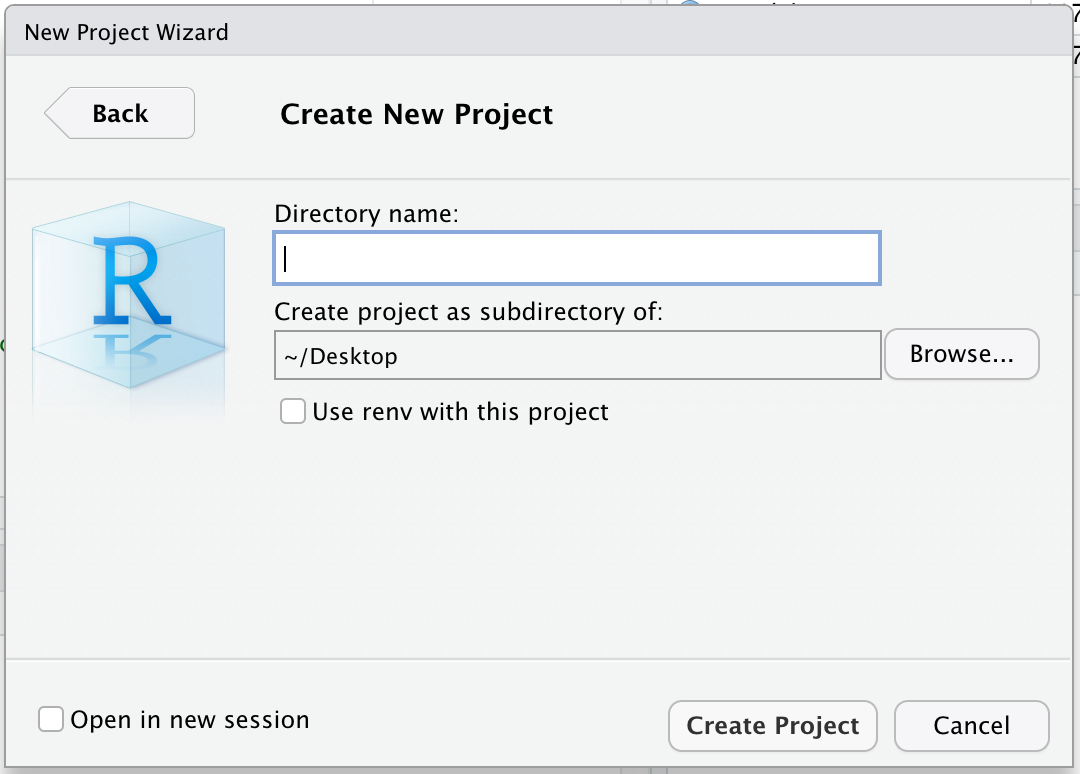 New Project Wizard
Back
Create New Project
R
Directory name:
Create project as subdirectory of:
~/Desktop
Browse...
Use renv with this project
Open in new session
Create Project
Cancel